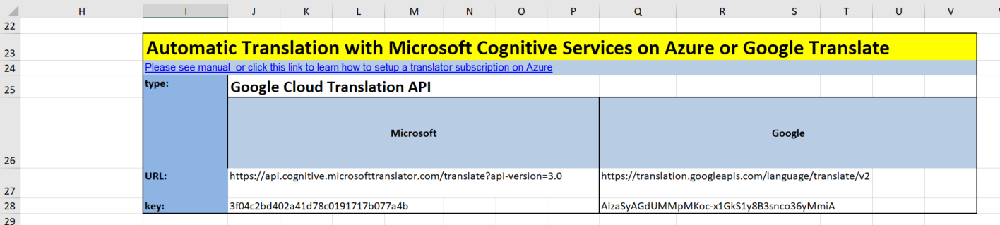 H I J K L M N O P Q R S T U V
22
23 Automatic Translation with Microsoft Cognitive Services on Azure or Google Translate
24 Please see manual or click this link to learn how to setup a translator subscription on Azure
25 type: Google Cloud Translation API
26 Microsoft Google
27 URL: https://api.cognitive.microsofttranslator.com/translate?api-version=3.0 https://translation.googleapis.com/language/translate/v2
28 key: 3f04c2bd402a41d78c0191717b077a4b AIzaSyAGdUMMpMKoc-x1GkS1y8B3snco36yMmiA
29